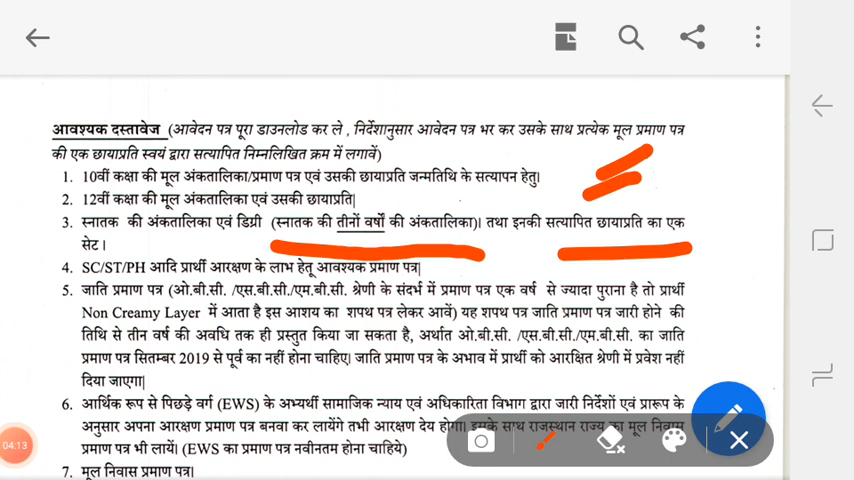 आवश्यक दस्तावेज (आवेदन पत्र पूरा डाउनलोड कर ले , निर्देशानुसार आवेदन पत्र भर कर उसके साथ प्रत्येक मूल प्रमाण पत्र
की एक छायाप्रति स्वयं द्वारा सत्यापित निम्नलिखित क्रम में लगावें)
1. 10वीं कक्षा की मूल अंकतालिका/प्रमाण पत्र एवं उसकी छायाप्रति जन्मतिथि के सत्यापन हेतु।
2. 12वीं कक्षा की मूल अंकतालिका एवं उसकी छायाप्रति|
3. स्नातक की अंकतालिका एवं डिग्री (स्नातक की तीनों वर्षों की अंकतालिका)। तथा इनकी सत्यापित छायाप्रति का एक
सेट।
4. SC/ST/PH आदि प्रार्थी आरक्षण के लाभ हेतू आवश्यक प्रमाण पत्र|
5. जाति प्रमाण पत्र (ओ.बी.सी. /एस.बी.सी./एम.बी.सी. श्रेणी के संदर्भ में प्रमाण पत्र एक वर्ष से ज्यादा पुराना है तो प्रार्थी
Non Creamy Layer में आता है इस आशय का शपथ पत्र लेकर आवें) यह शपथ पत्र जाति प्रमाण पत्र जारी होने की
तिथि से तीन वर्ष की अवधि तक ही प्रस्तुत किया जा सकता है, अर्थात ओ.बी.सी. /एस.बी.सी./एम.बी.सी. का जाति
प्रमाण पत्र सितम्बर 2019 से पूर्व का नहीं होना चाहिए। जाति प्रमाण पत्र के अभाव में प्रार्थी को आरक्षित श्रेणी में प्रवेश नहीं
दिया जाएगा|
6. आर्थिक रूप से पिछड़े वर्ग (EWS) के अभ्यर्थी सामाजिक न्याय एवं अधिकारिता विभाग द्वारा जारी निर्देशों एवं प्रारूप के
अनुसार अपना आरक्षण प्रमाण पत्र बनवा कर लायेंगे तभी आरक्षण देय होगा। इसके साथ राजस्थान राज्य का मूल निवास
प्रमाण पत्र भी लायें। (EWS का प्रमाण पत्र नवीनतम होना चाहिये)
04:13
7. मूल निवास प्रमाण पत्र।